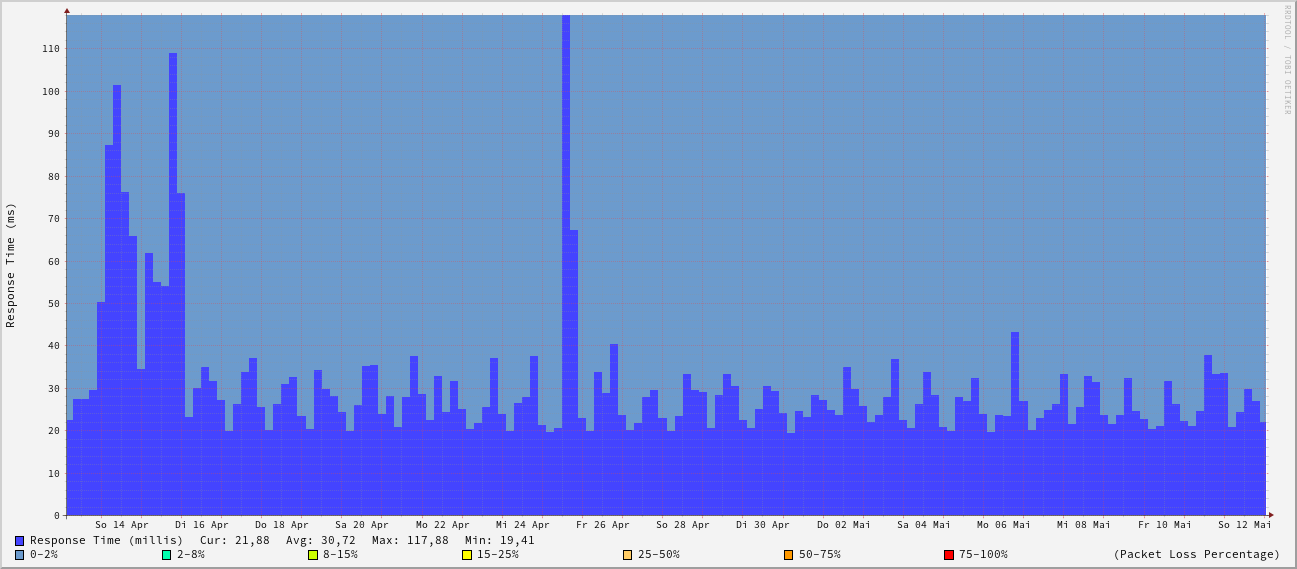 RRDTOOL / TOBI OETIKER
Response Time (ms)
110
100
90
80
70
60
50
40
30
20
10
0
So 14 Apr Di 16 Apr Do 18 Apr Sa 20 Apr Mo 22 Apr Mi 24 Apr Fr 26 Apr So 28 Apr Di 30 Apr Do 02 Mai Sa 04 Mai Mo 06 Mai Mi 08 Mai Fr 10 Mai So 12 Mai
Response Time (millis) Cur: 21,88 Avg: 30,72 Max: 117,88 Min: 19,41
0-2% 2-8% 8-15% 15-25% 25-50% 50-75% 75-100% (Packet Loss Percentage)